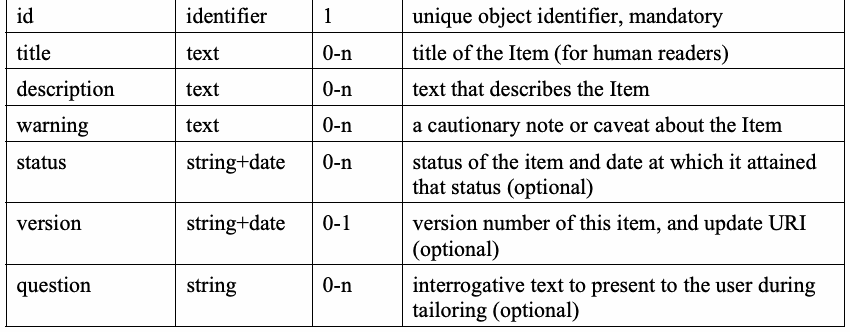 id identifier 1 unique object identifier, mandatory
title text 0-n title of the Item (for human readers)
description text 0-n text that describes the Item
warning text 0-n a cautionary note or caveat about the Item
status string+date 0-n status of the item and date at which it attained
that status (optional)
version string+date 0-1 version number of this item, and update URI
(optional)
question string 0-n interrogative text to present to the user during
tailoring (optional)